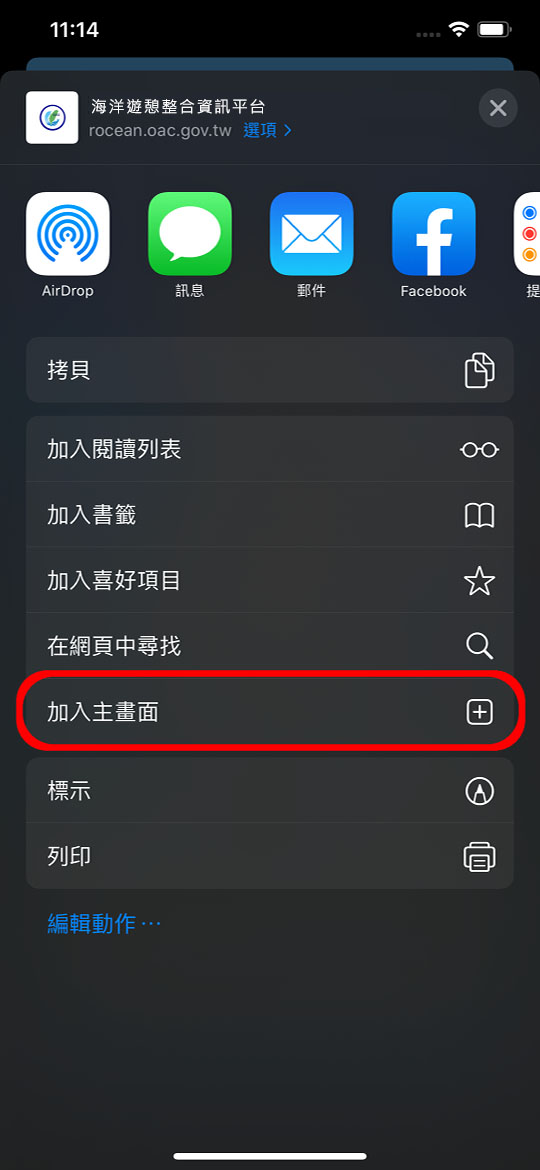 11:14
海洋遊憩整合資訊平台
rocean.oac.gov.tw 選項
AirDrop
訊息
郵件
Facebook
提
拷貝
加入閱讀列表
加入書籤
加入喜好項目
在網頁中尋找
加入主畫面
標示
列印
編輯動作⋯